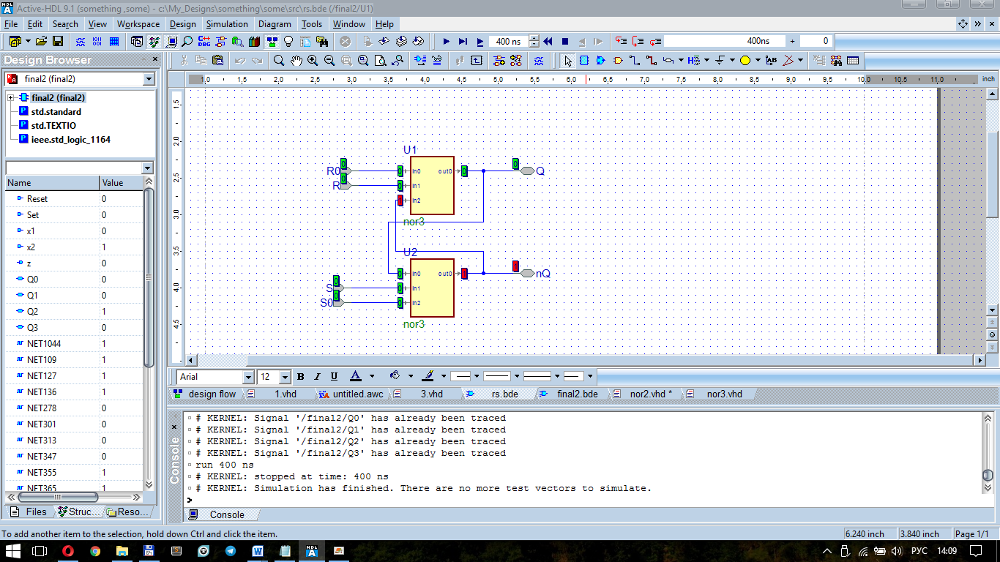 Active-HDL 9.1 (something ,some) - c:\My_Designs\something\some\src\rs.bde (/final2/U1)
File Edit Search View Workspace Design Simulation Diagram Tools Window Help
400 ns 400ns + 0
Design Browser
final2 (final2)
final2 (final2)
std.standard
std.TEXTIO
ieee.std_logic_1164
Name Value
Reset 0
Set 0
x1 0
x2 1
z 0
Q0 0
Q1 0
Q2 1
Q3 0
NET1044 1
NET109 1
NET127 1
NET136 1
NET278 0
NET301 0
NET313 0
NET347 0
NET355 1
NET365 1
Files Struc... Reso...
1.0 1.5 2.0 2.5 3.0 3.5 4.0 4.5 5.0 5.5 6.0 6.5 7.0 7.5 8.0 8.5 9.0 9.5 10.0 10.5 11.0 inch
1.5
2.0
2.5
3.0
3.5
4.0
4.5
U1
0 0
R0 0 In0 out0 0 Q
0
R 0 In1
1 In2
nor3
U2
1
0 In0 out0 1 nQ
0
S 0 In1
0
S0 0 In2
nor3
Arial 12 B I U A
design flow 1.vhd untitled.awc 3.vhd rs.bde final2.bde nor2.vhd * nor3.vhd
# KERNEL: Signal '/final2/Q0' has already been traced
# KERNEL: Signal '/final2/Q1' has already been traced
# KERNEL: Signal '/final2/Q2' has already been traced
# KERNEL: Signal '/final2/Q3' has already been traced
run 400 ns
# KERNEL: stopped at time: 400 ns
# KERNEL: Simulation has finished. There are no more test vectors to simulate.
>
Console
Console
To add another item to the selection, hold down Ctrl and click the item. 6.240 inch 3.840 inch Page 1/1
РУС 14:09